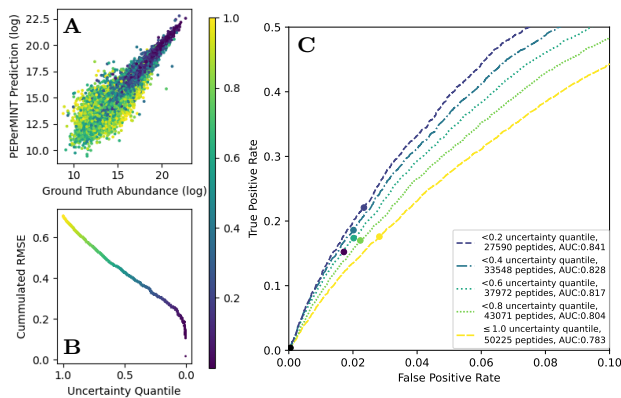 A
PEPerMINT Prediction (log)
22.5
20.0
17.5
15.0
12.5
10.0
10
15
20
Ground Truth Abundance (log)
1.0
0.8
0.6
0.4
0.2
B
Cummulated RMSE
0.6
0.4
0.2
0.0
1.0
0.5
0.0
Uncertainty Quantile
C
True Positive Rate
0.5
0.4
0.3
0.2
0.1
0.0
0.00
0.02
0.04
0.06
0.08
0.10
False Positive Rate
<0.2 uncertainty quantile,
27590 peptides, AUC:0.841
<0.4 uncertainty quantile,
33548 peptides, AUC:0.828
<0.6 uncertainty quantile,
37972 peptides, AUC:0.817
<0.8 uncertainty quantile,
43071 peptides, AUC:0.804
≤1.0 uncertainty quantile,
50225 peptides, AUC:0.783